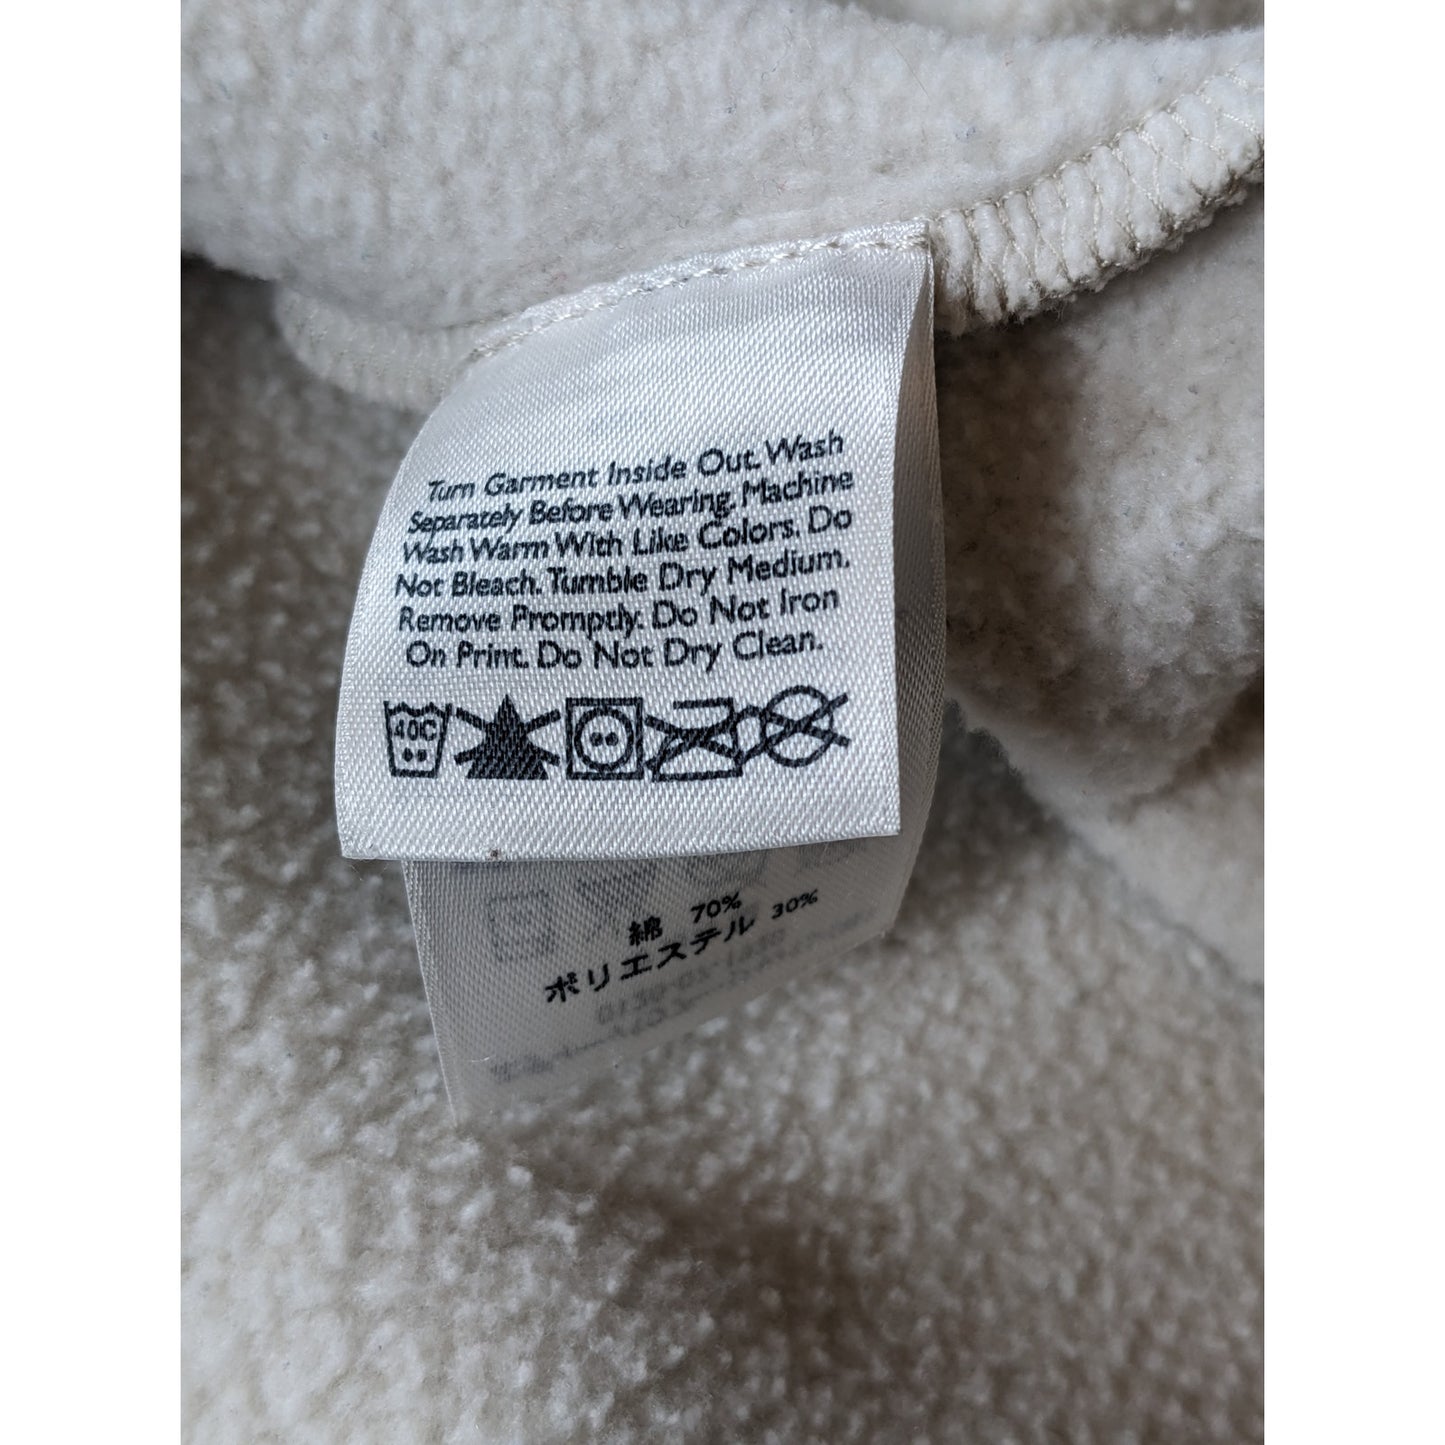 Turn Garment Inside Out. Wash
Separately Before Wearing. Machine
Wash Warm With Like Colors. Do
Not Bleach. Tumble Dry Medium.
Remove Promptly. Do Not Iron
On Print. Do Not Dry Clean.
40C
綿 70%
ポリエステル 30%